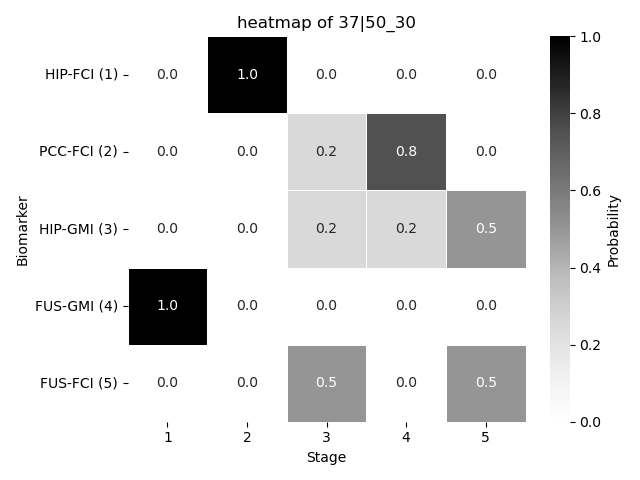 heatmap of 37|50_30
HIP-FCI (1)
0.0 1.0 0.0 0.0 0.0
PCC-FCI (2)
0.0 0.0 0.2 0.8 0.0
HIP-GMI (3)
0.0 0.0 0.2 0.2 0.5
FUS-GMI (4)
1.0 0.0 0.0 0.0 0.0
FUS-FCI (5)
0.0 0.0 0.5 0.0 0.5
1 2 3 4 5
Stage
Biomarker
1.0
0.8
0.6
0.4
0.2
0.0
Probability